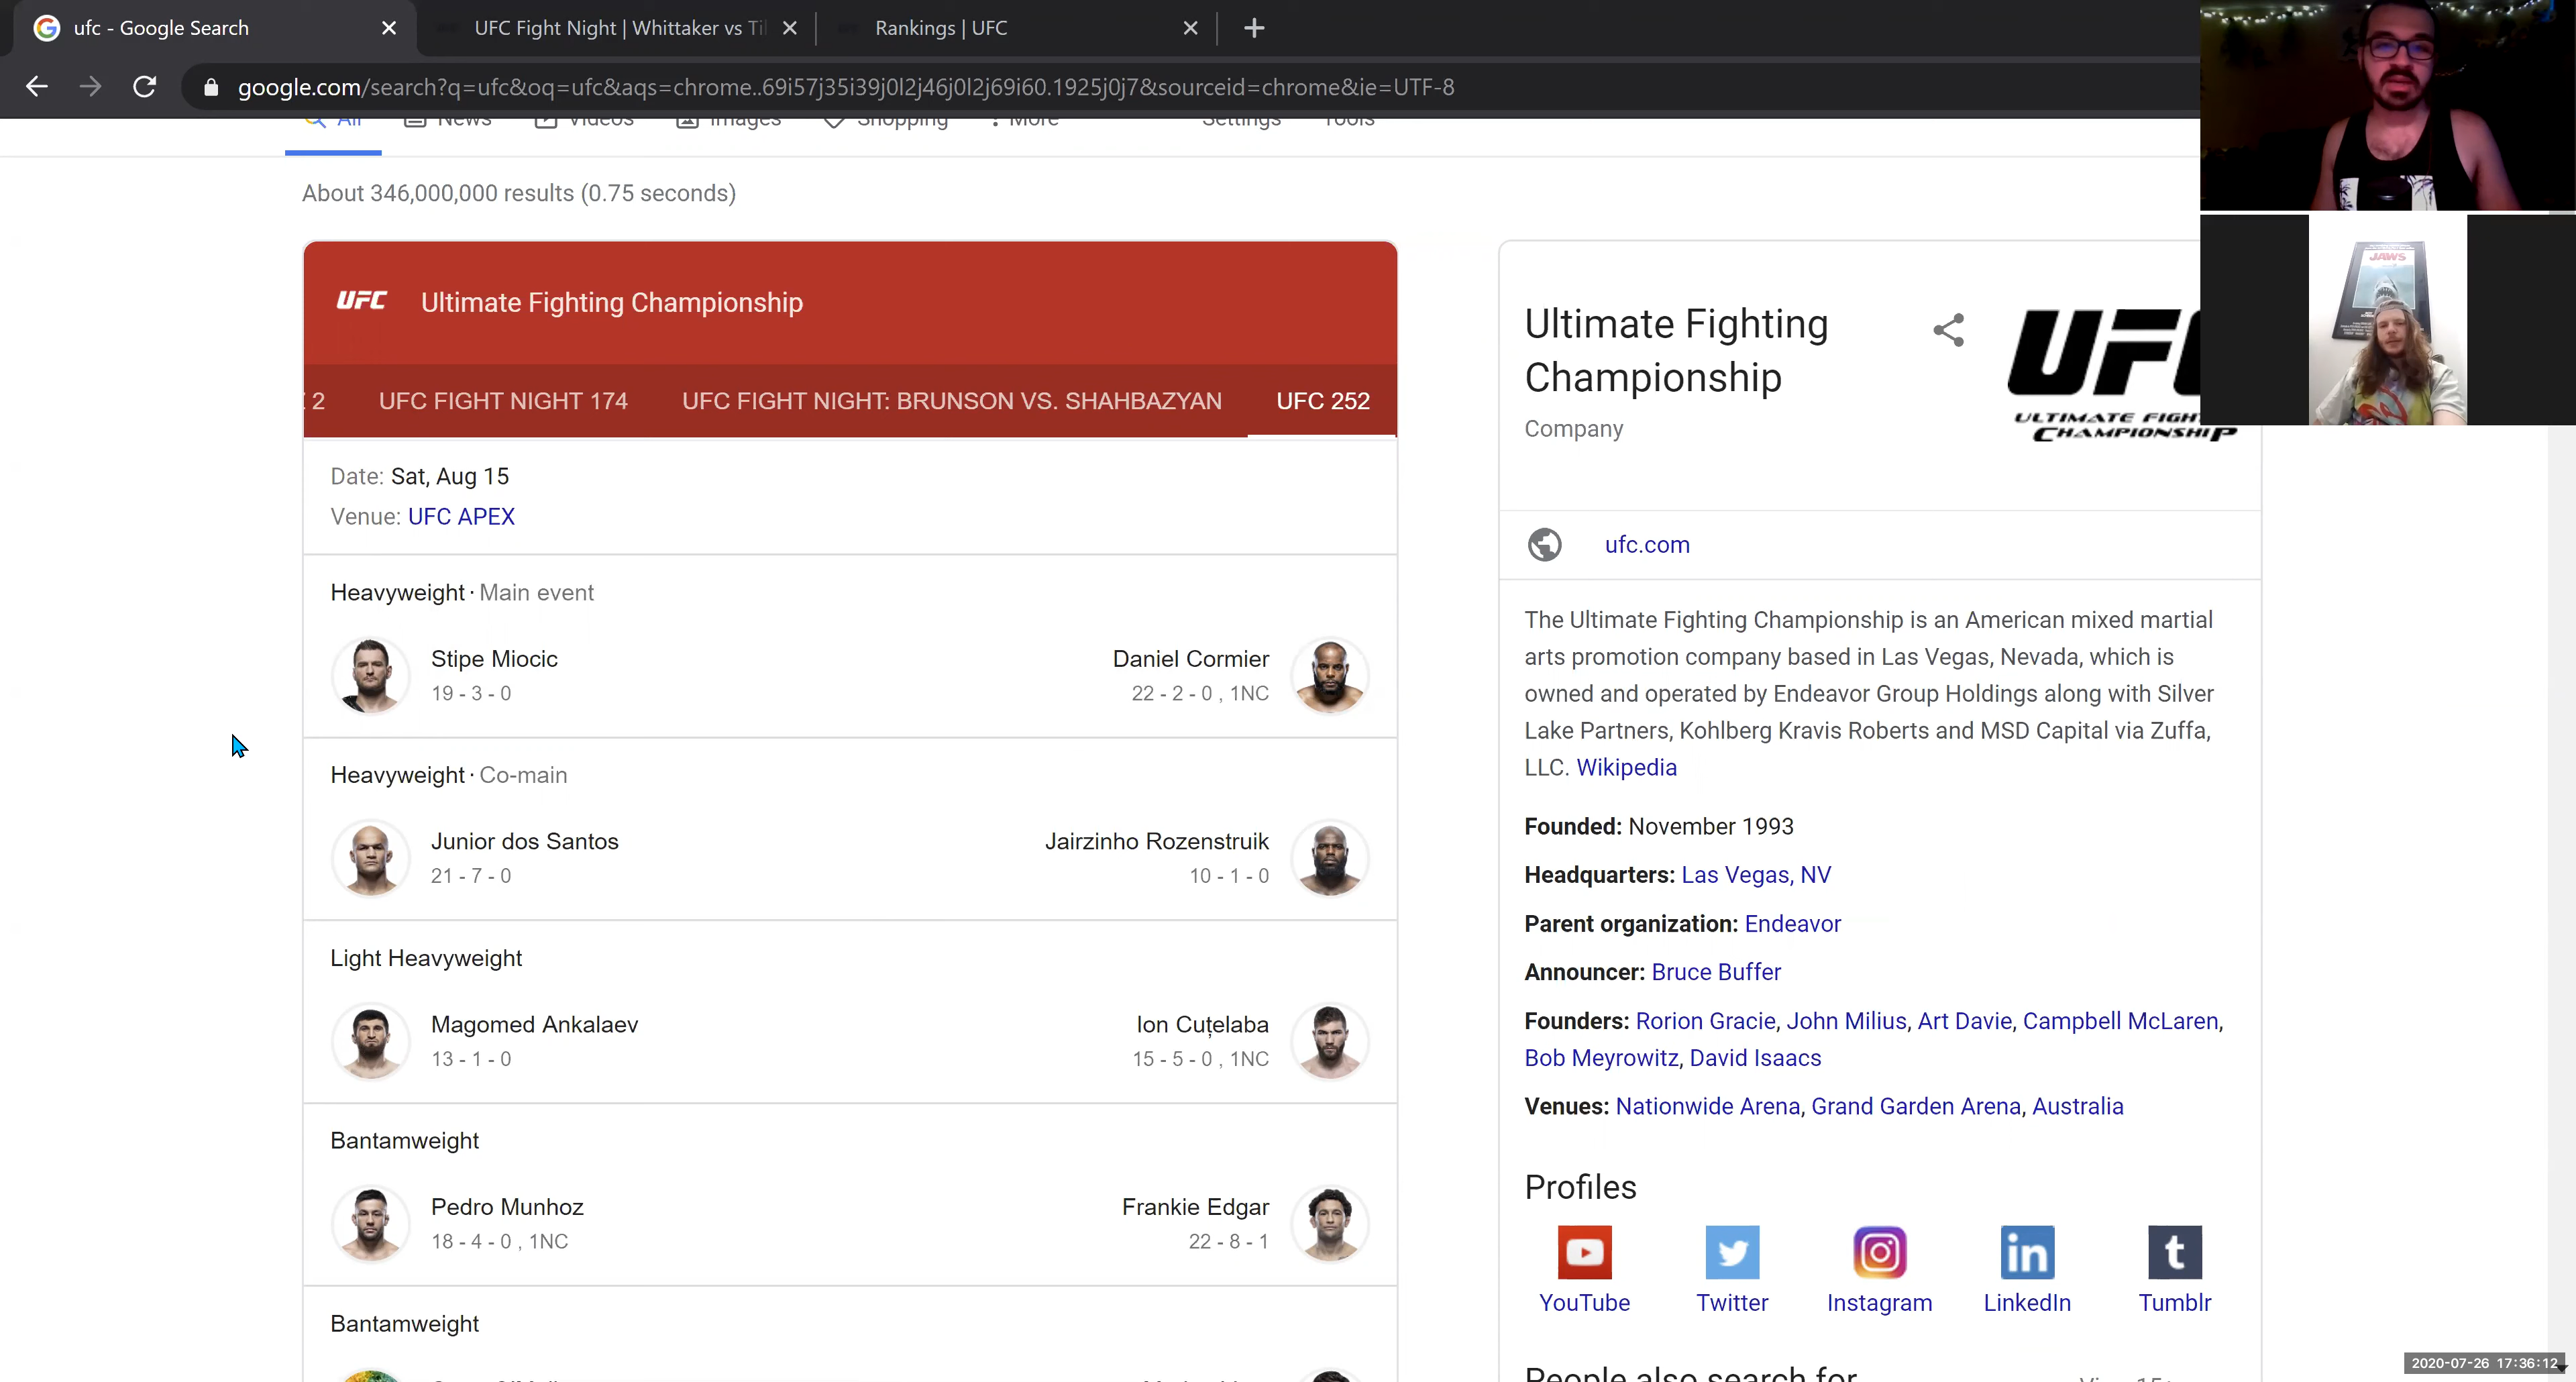 ufc - Google Search
UFC Fight Night | Whittaker vs Til
Rankings | UFC
google.com/search?q=ufc&oq=ufc&aqs=chrome..69i57j35i39j0l2j46j0l2j69i60.1925j0j7&sourceid=chrome&ie=UTF-8
All News Videos Images Shopping More Settings Tools
About 346,000,000 results (0.75 seconds)
UFC Ultimate Fighting Championship
2 UFC FIGHT NIGHT 174 UFC FIGHT NIGHT: BRUNSON VS. SHAHBAZYAN UFC 252
Date: Sat, Aug 15
Venue: UFC APEX
Heavyweight · Main event
Stipe Miocic Daniel Cormier
19 - 3 - 0 22 - 2 - 0 , 1NC
Heavyweight · Co-main
Junior dos Santos Jairzinho Rozenstruik
21 - 7 - 0 10 - 1 - 0
Light Heavyweight
Magomed Ankalaev Ion Cuțelaba
13 - 1 - 0 15 - 5 - 0 , 1NC
Bantamweight
Pedro Munhoz Frankie Edgar
18 - 4 - 0 , 1NC 22 - 8 - 1
Bantamweight
Ultimate Fighting
Championship
Company
UFC
ULTIMATE FIGHT
CHAMPIONSHIP
ufc.com
The Ultimate Fighting Championship is an American mixed martial
arts promotion company based in Las Vegas, Nevada, which is
owned and operated by Endeavor Group Holdings along with Silver
Lake Partners, Kohlberg Kravis Roberts and MSD Capital via Zuffa,
LLC. Wikipedia
Founded: November 1993
Headquarters: Las Vegas, NV
Parent organization: Endeavor
Announcer: Bruce Buffer
Founders: Rorion Gracie, John Milius, Art Davie, Campbell McLaren,
Bob Meyrowitz, David Isaacs
Venues: Nationwide Arena, Grand Garden Arena, Australia
Profiles
YouTube Twitter Instagram LinkedIn Tumblr
People also search for
JAWS
2020-07-26 17:36:12